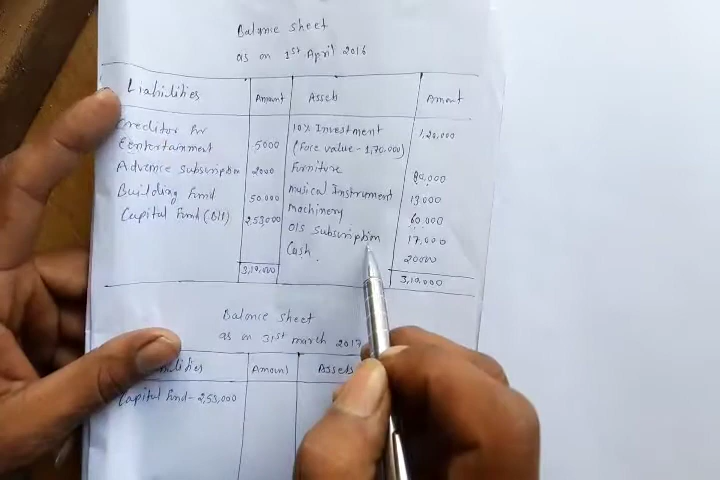 Balance sheet
as on 1st April 2016
Liabilities Amount Assets Amount
Creditor for 10% Investment 1,20,000
Eentertainment 5000 (Face value - 1,70,000)
Advance Subscription 2000 Furniture 80,000
Building Fund 50,000 Musical Instrument 13,000
Capital Fund (Bll) 2,53,000 Machinery 60,000
O/s Subscription 17,000
Cash 20000
3,10,000 3,10,000
Balance sheet
as on 31st march 2017
Amount Assets
Capital Fund - 2,53,000